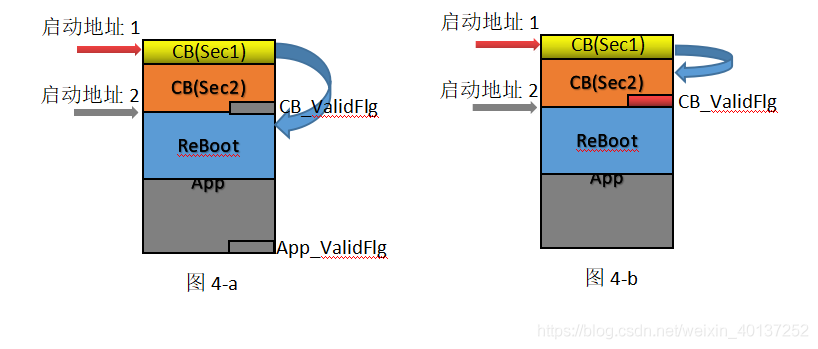 启动地址 1
CB(Sec1)
CB(Sec2)
启动地址 2
CB_ValidFlg
ReBoot
App
App_ValidFlg
图 4-a
启动地址 1
CB(Sec1)
CB(Sec2)
启动地址 2
CB_ValidFlg
ReBoot
App
图 4-b
https://blog.csdn.net/weixin_40137252